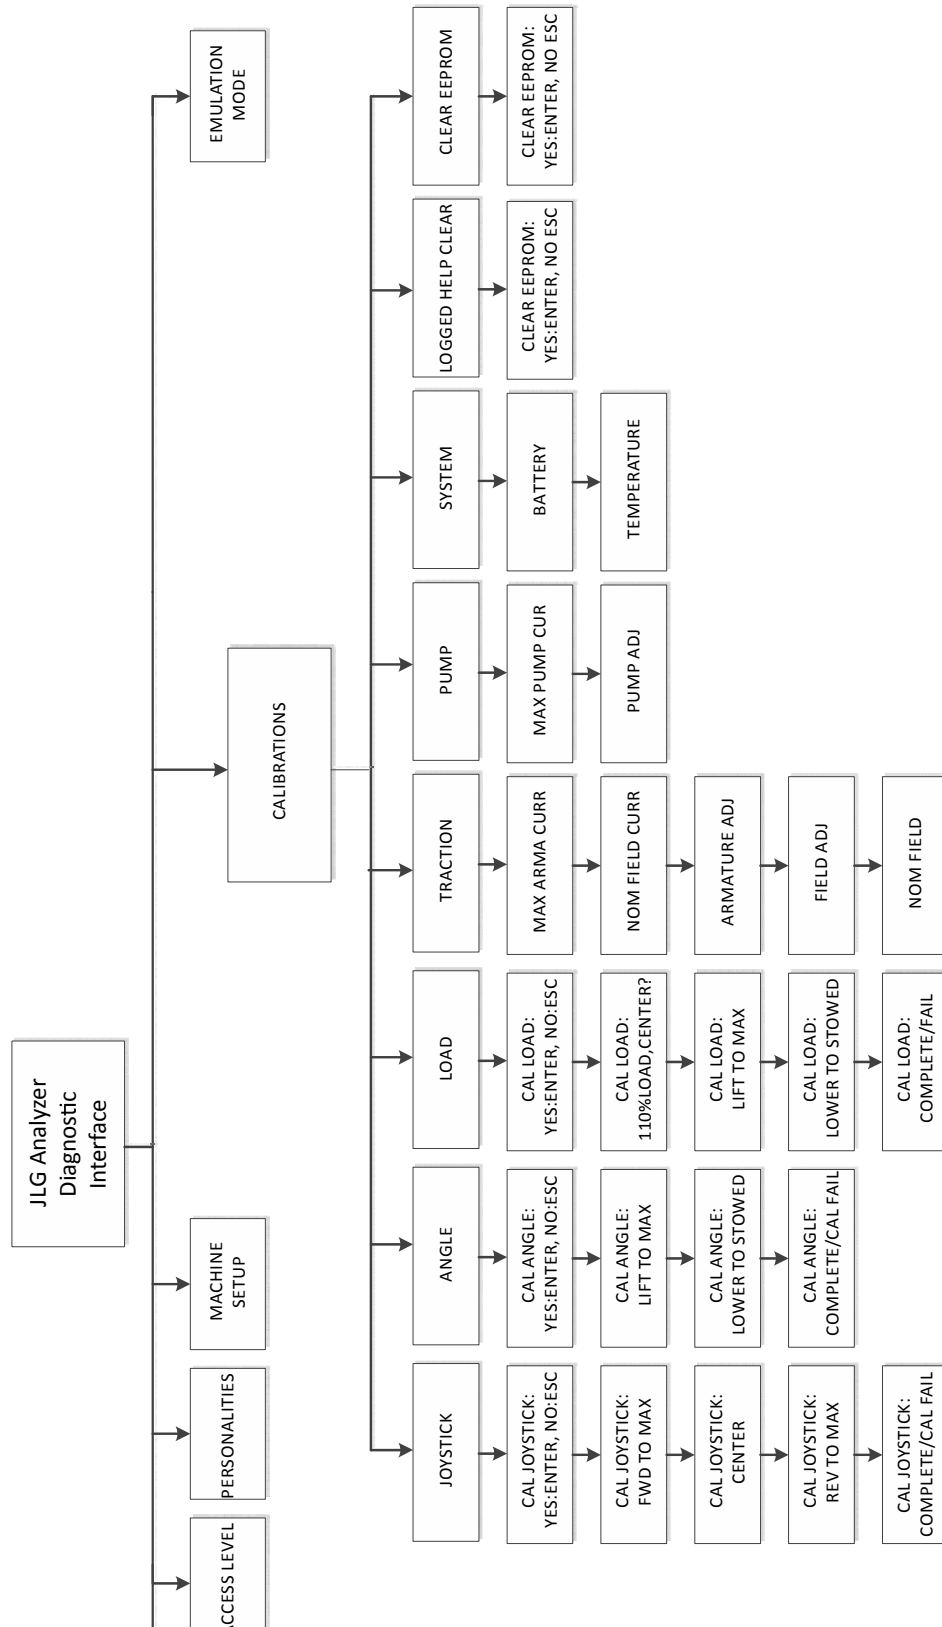 JLG Analyzer
Diagnostic
Interface
PERSONALITIES
MACHINE
SETUP
CALIBRATIONS
EMULATION
MODE
JOYSTICK
CAL JOYSTICK:
YES:ENTER, NO:ESC
CAL JOYSTICK:
FWD TO MAX
CAL JOYSTICK:
CENTER
CAL JOYSTICK:
REV TO MAX
CAL JOYSTICK:
COMPLETE/CAL FAIL
ANGLE
CAL ANGLE:
YES:ENTER, NO:ESC
CAL ANGLE:
LIFT TO MAX
CAL ANGLE:
LOWER TO STOWED
CAL ANGLE:
COMPLETE/CAL FAIL
LOAD
CAL LOAD:
YES:ENTER, NO:ESC
CAL LOAD:
110%LOAD,CENTER?
CAL LOAD:
LIFT TO MAX
CAL LOAD:
LOWER TO STOWED
CAL LOAD:
COMPLETE/FAIL
TRACTION
MAX ARMA CURR
NOM FIELD CURR
ARMATURE ADJ
FIELD ADJ
NOM FIELD
PUMP
MAX PUMP CUR
PUMP ADJ
SYSTEM
BATTERY
TEMPERATURE
LOGGED HELP CLEAR
CLEAR EEPROM:
YES:ENTER, NO ESC
CLEAR EEPROM
CLEAR EEPROM:
YES:ENTER, NO ESC
LEVEL